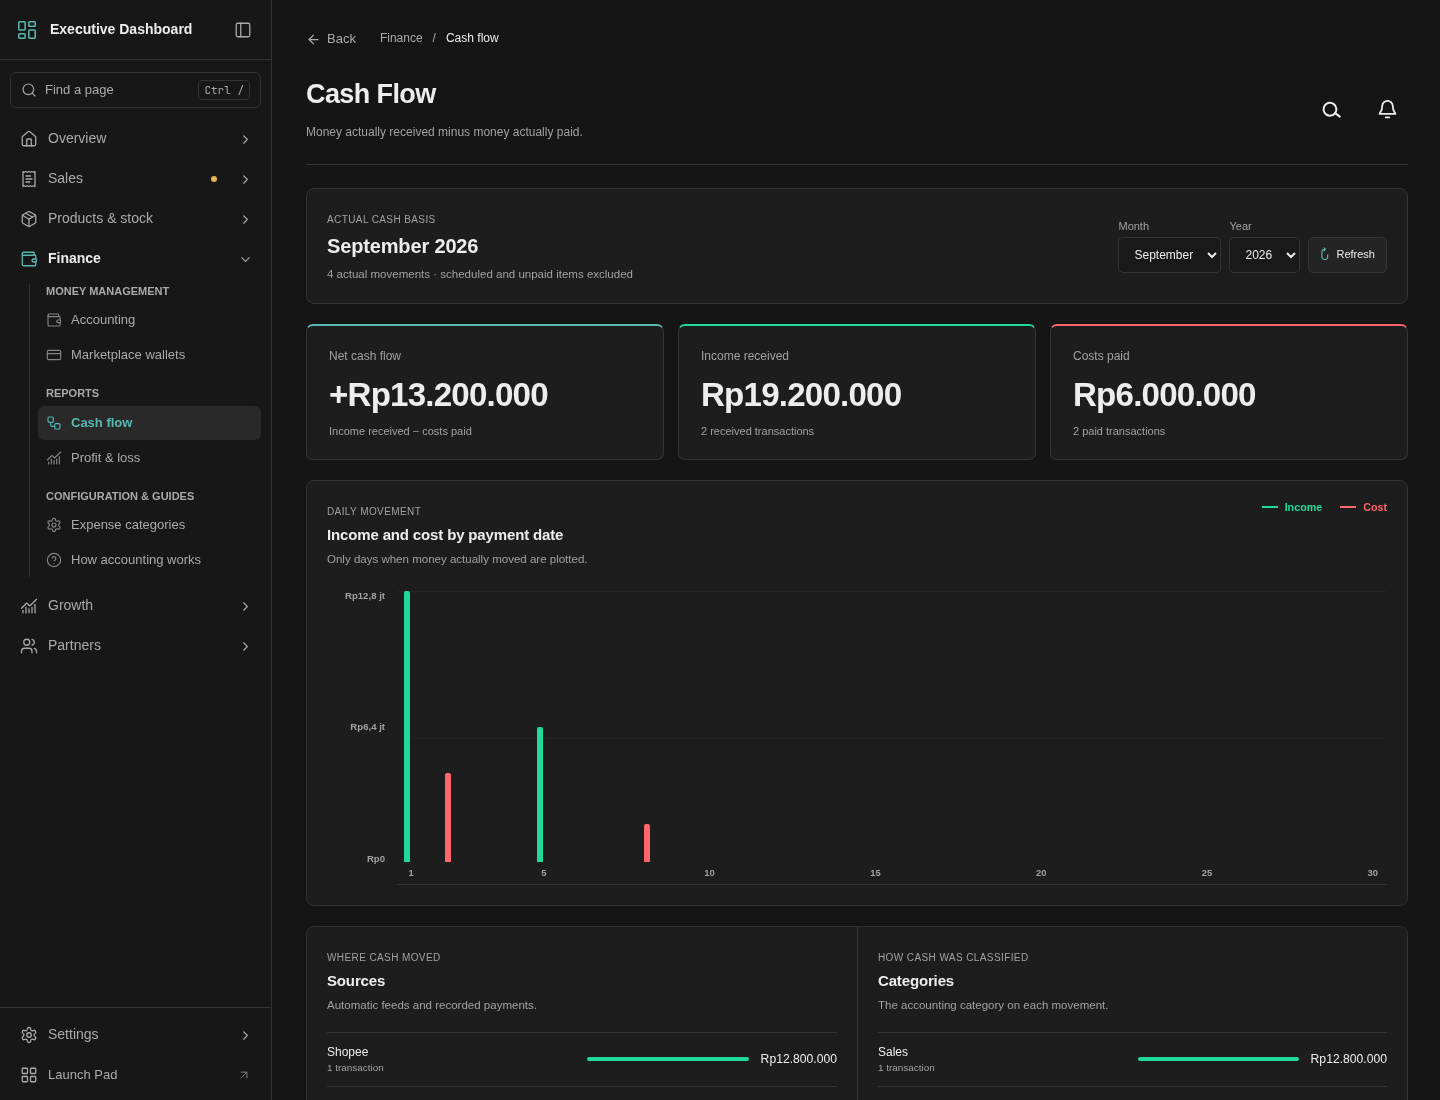 Executive Dashboard
Find a page
Ctrl /
Overview
Sales
Products & stock
Finance
MONEY MANAGEMENT
Accounting
Marketplace wallets
REPORTS
Cash flow
Profit & loss
CONFIGURATION & GUIDES
Expense categories
How accounting works
Growth
Partners
Settings
Launch Pad
Back
Finance / Cash flow
Cash Flow
Money actually received minus money actually paid.
ACTUAL CASH BASIS
September 2026
4 actual movements · scheduled and unpaid items excluded
Month
September
Year
2026
Refresh
Net cash flow
+Rp13.200.000
Income received − costs paid
Income received
Rp19.200.000
2 received transactions
Costs paid
Rp6.000.000
2 paid transactions
DAILY MOVEMENT
Income and cost by payment date
Only days when money actually moved are plotted.
Income
Cost
Rp12,8 jt
Rp6,4 jt
Rp0
1 5 10 15 20 25 30
WHERE CASH MOVED
Sources
Automatic feeds and recorded payments.
Shopee
1 transaction
Rp12.800.000
HOW CASH WAS CLASSIFIED
Categories
The accounting category on each movement.
Sales
1 transaction
Rp12.800.000